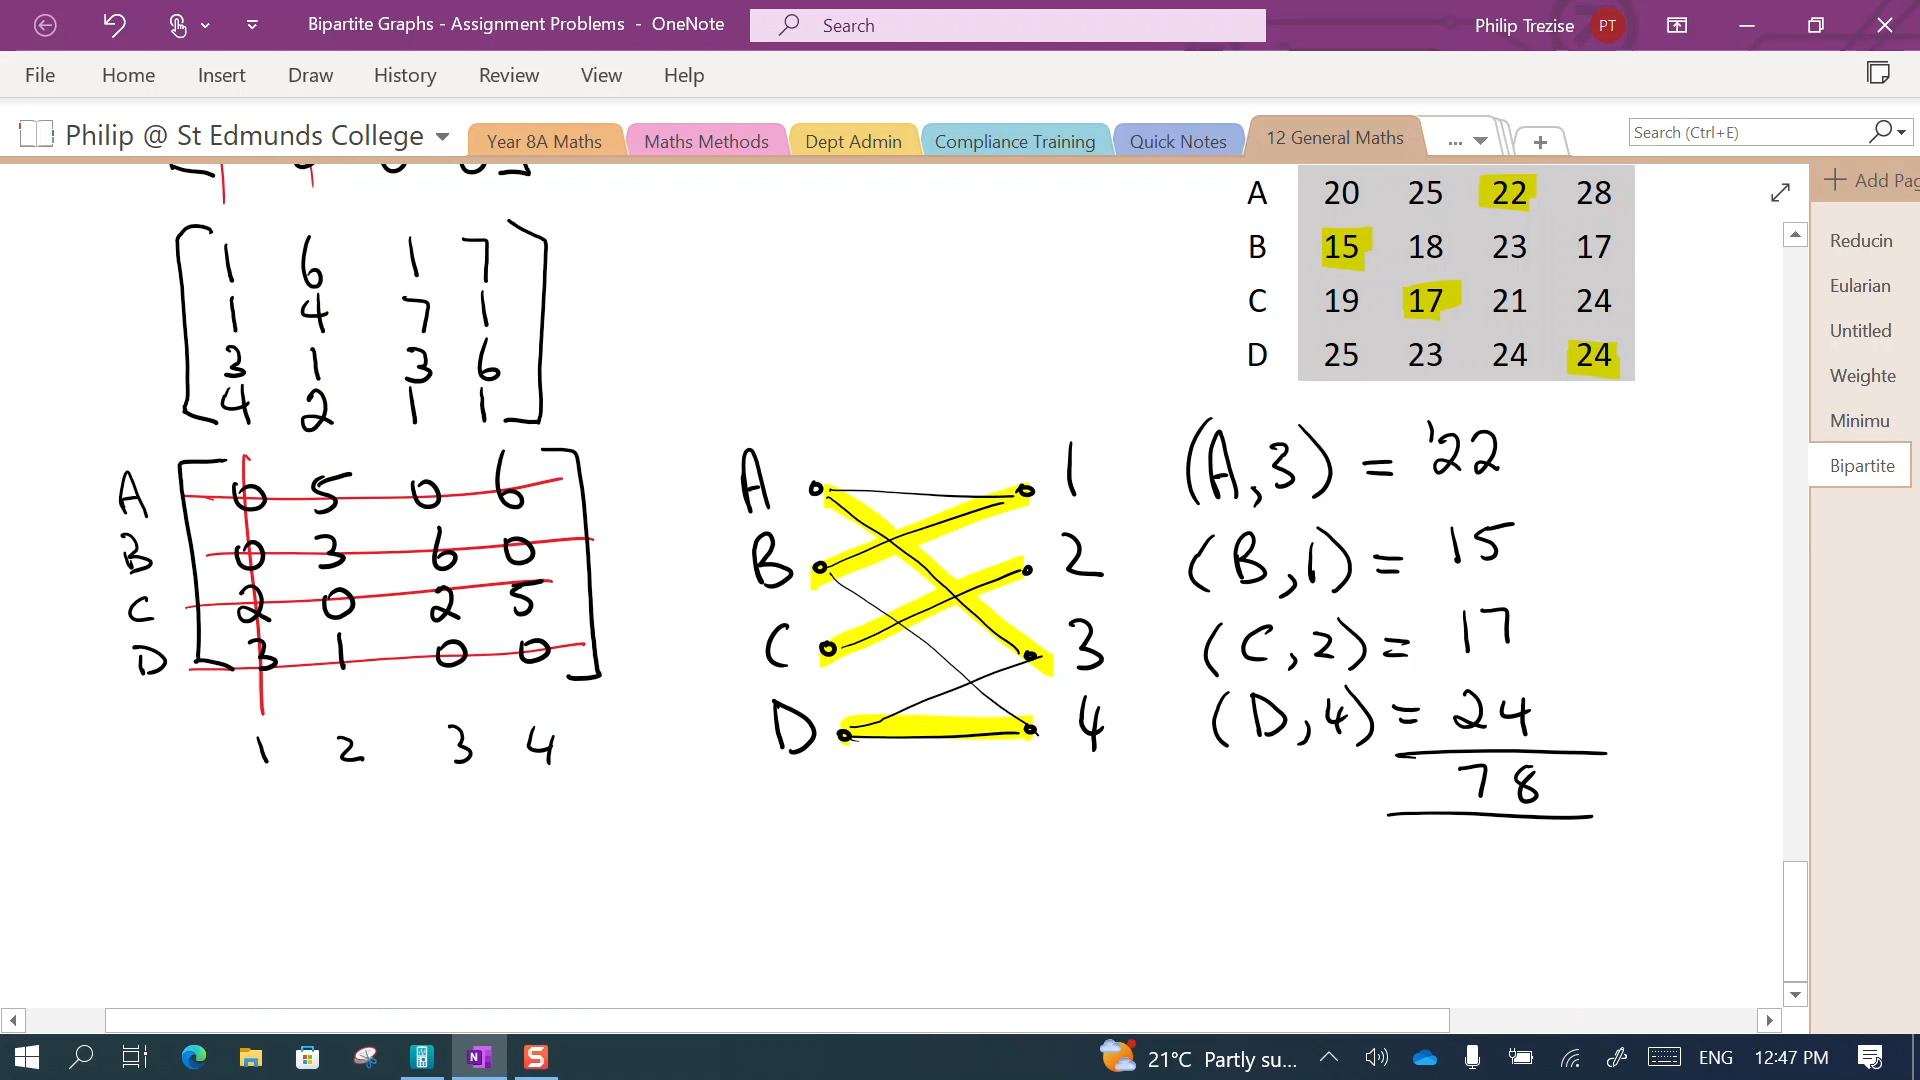 Bipartite Graphs - Assignment Problems - OneNote
Search
Philip Trezise
PT
File Home Insert Draw History Review View Help
Philip @ St Edmunds College
Year 8A Maths
Maths Methods
Dept Admin
Compliance Training
Quick Notes
12 General Maths
...
Search (Ctrl+E)
Add Pag
Reducin
Eularian
Untitled
Weighte
Minimu
Bipartite
A 20 25 22 28
B 15 18 23 17
C 19 17 21 24
D 25 23 24 24
1 6 1 7
1 4 7 1
3 1 3 6
4 2 1 1
A 0 5 0 6
B 0 3 6 0
C 2 0 2 5
D 3 1 0 0
1 2 3 4
A 1
B 2
C 3
D 4
(A,3) = 22
(B,1) = 15
(C,2) = 17
(D,4) = 24
78
21°C Partly su...
ENG
12:47 PM